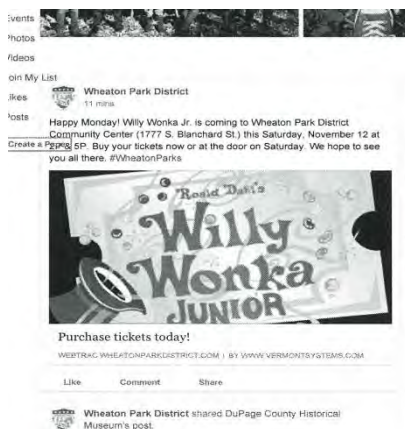 Events
Photos
Videos
Join My List
Likes
Posts
Create a Page
Wheaton Park District
11 mins
Happy Monday! Willy Wonka Jr. is coming to Wheaton Park District
Community Center (1777 S. Blanchard St.) this Saturday, November 12 at
2P & 5P. Buy your tickets now or at the door on Saturday. We hope to see
you all there. #WheatonParks
Roald Dahl's
Willy
Wonka
JUNIOR
Purchase tickets today!
WEBTRAC.WHEATONPARKDISTRICT.COM | BY WWW.VERMONTSYSTEMS.COM
Like Comment Share
Wheaton Park District shared DuPage County Historical
Museum's post.